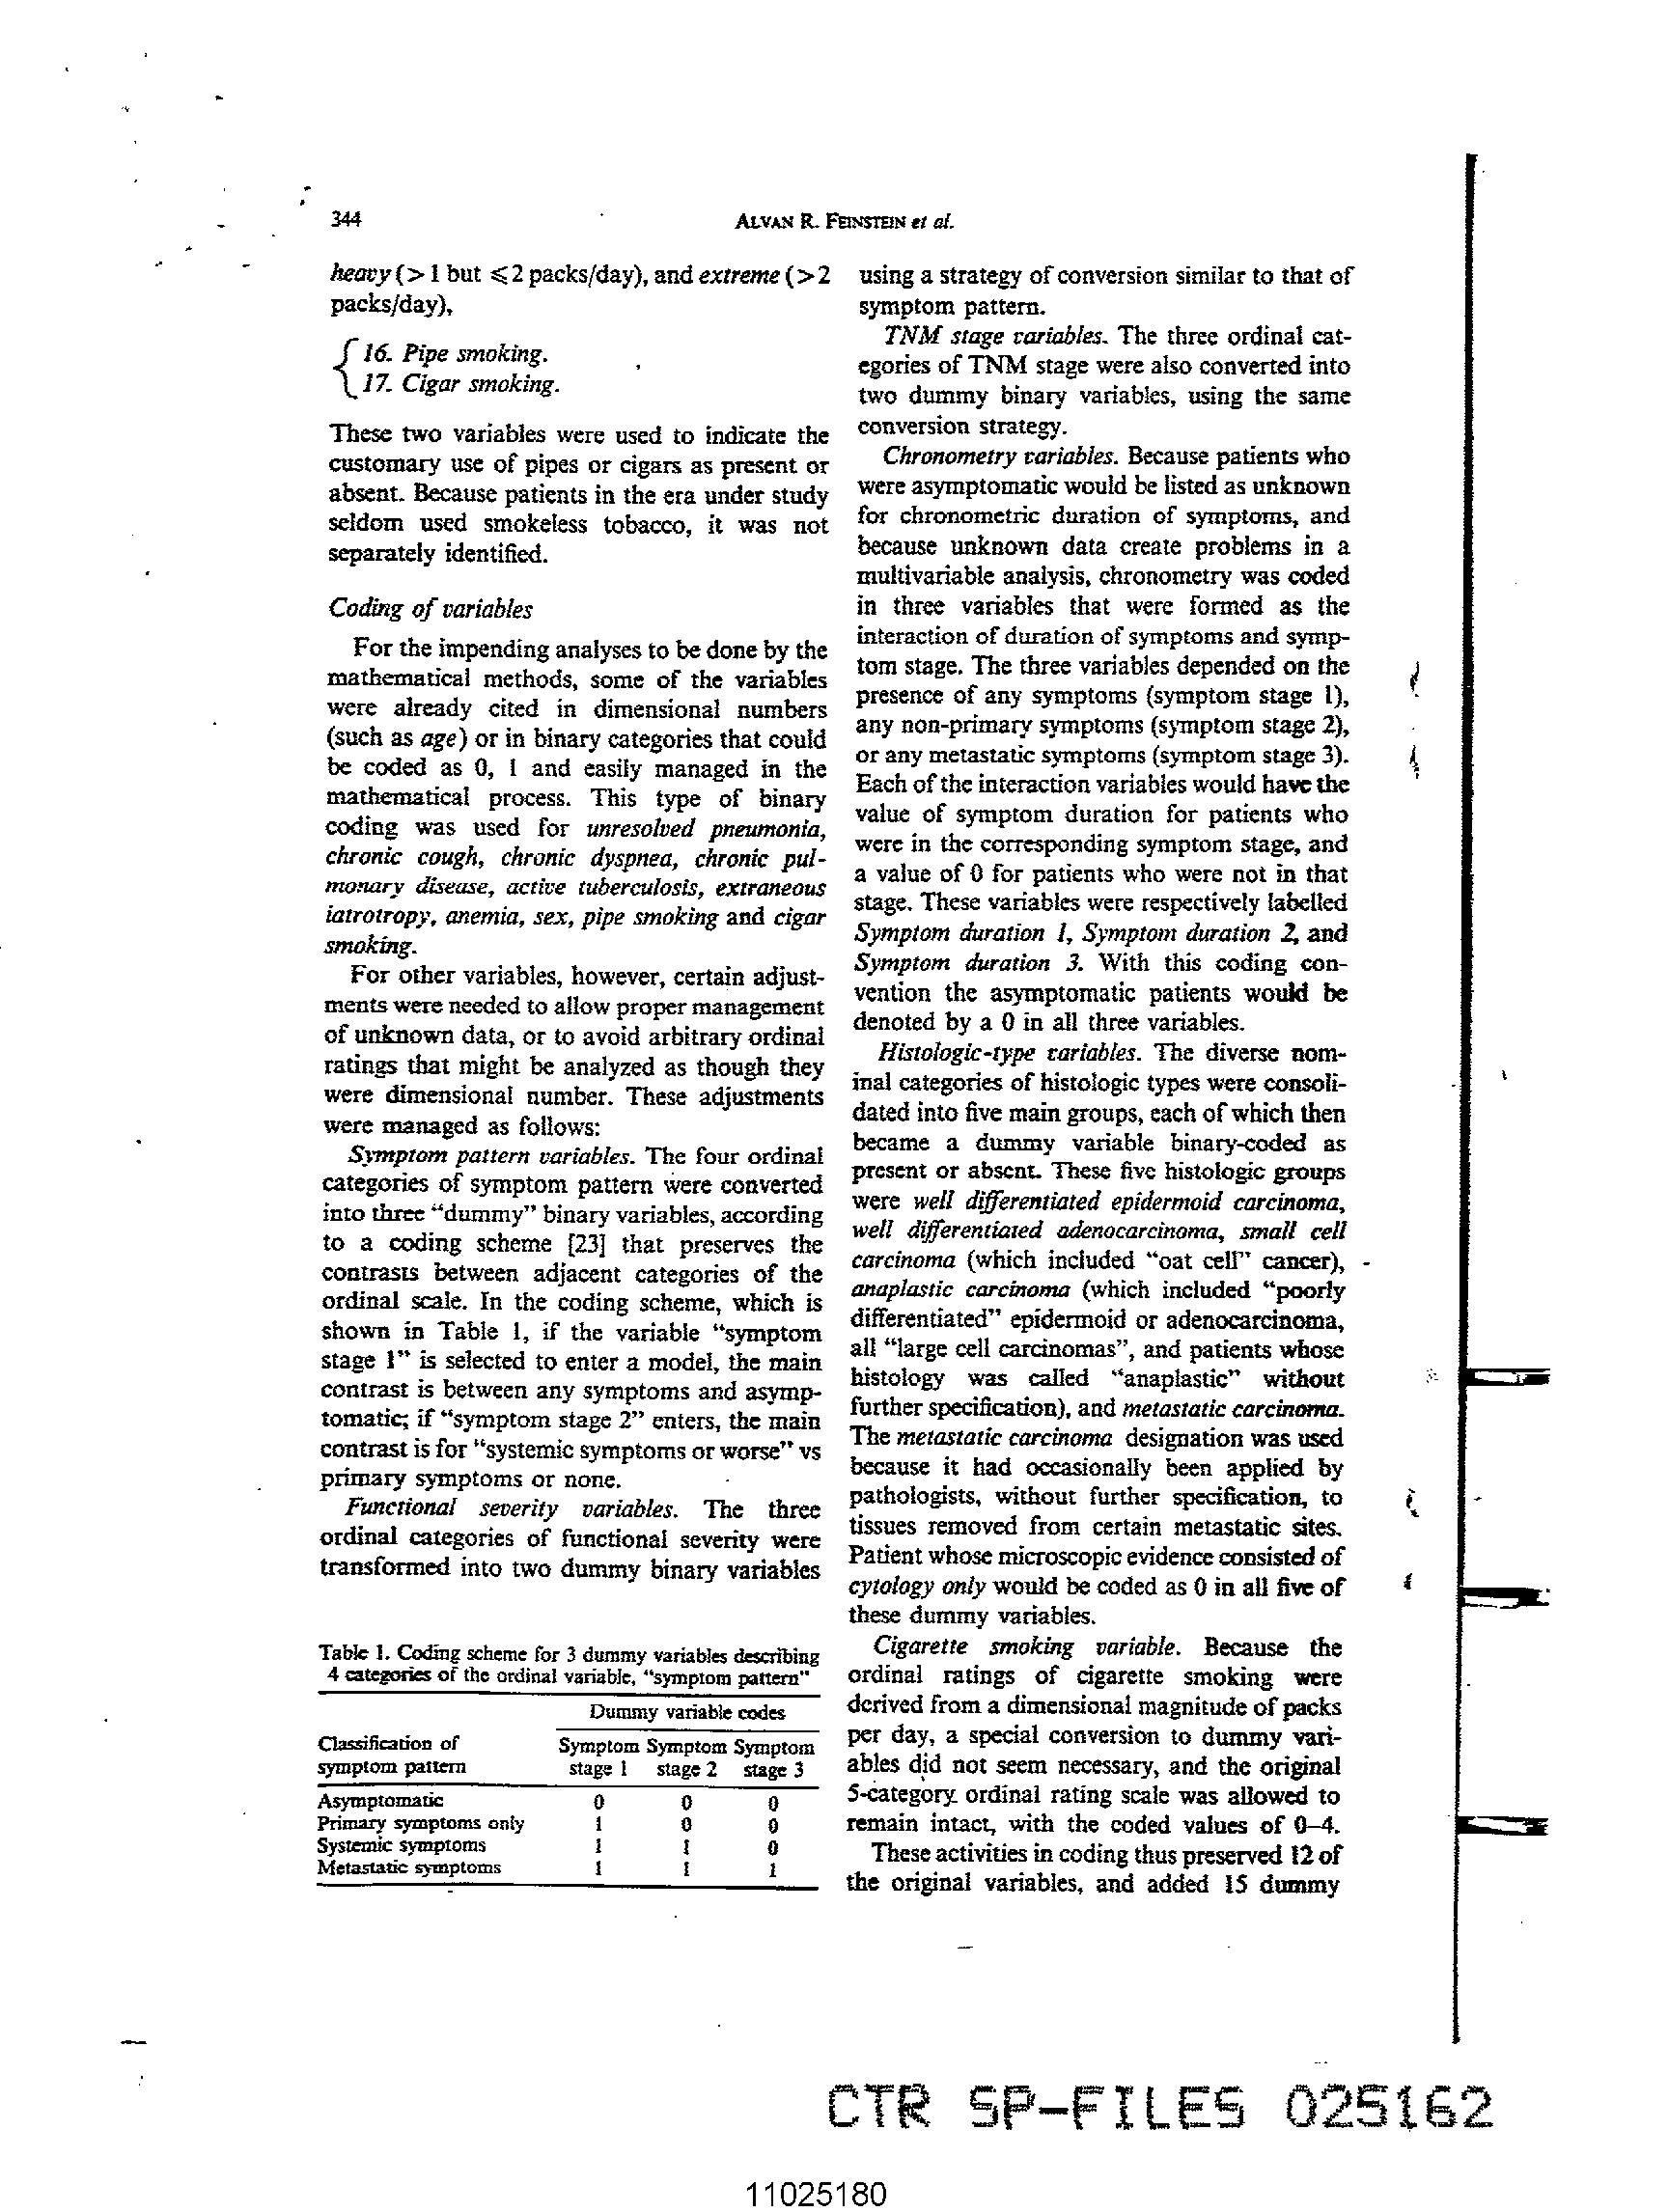 344
ALVAN R. FEINSTEIN et al.
heavy (> 1 but ⩽ 2 packs/day), and extreme (> 2
packs/day),
16. Pipe smoking.
17. Cigar smoking.
These two variables were used to indicate the
customary use of pipes or cigars as present or
absent. Because patients in the era under study
seldom used smokeless tobacco, it was not
separately identified.
Coding of variables
For the impending analyses to be done by the
mathematical methods, some of the variables
were already cited in dimensional numbers
(such as age) or in binary categories that could
be coded as 0, 1 and easily managed in the
mathematical process. This type of binary
coding was used for unresolved pneumonia,
chronic cough, chronic dyspnea, chronic pul-
monary disease, active tuberculosis, extraneous
iatrotropy, anemia, sex, pipe smoking and cigar
smoking.
For other variables, however, certain adjust-
ments were needed to allow proper management
of unknown data, or to avoid arbitrary ordinal
ratings that might be analyzed as though they
were dimensional number. These adjustments
were managed as follows:
Symptom pattern variables. The four ordinal
categories of symptom pattern were converted
into three “dummy” binary variables, according
to a coding scheme [23] that preserves the
contrasts between adjacent categories of the
ordinal scale. In the coding scheme, which is
shown in Table 1, if the variable “symptom
stage 1” is selected to enter a model, the main
contrast is between any symptoms and asymp-
tomatic; if “symptom stage 2” enters, the main
contrast is for “systemic symptoms or worse” vs
primary symptoms or none.
Functional severity variables. The three
ordinal categories of functional severity were
transformed into two dummy binary variables
Table 1. Coding scheme for 3 dummy variables describing
4 categories of the ordinal variable, “symptom pattern”
Dummy variable codes
Classification of Symptom Symptom Symptom
symptom pattern stage 1 stage 2 stage 3
Asymptomatic 0 0 0
Primary symptoms only 1 0 0
Systemic symptoms 1 1 0
Metastatic symptoms 1 1 1
using a strategy of conversion similar to that of
symptom pattern.
TNM stage variables. The three ordinal cat-
egories of TNM stage were also converted into
two dummy binary variables, using the same
conversion strategy.
Chronometry variables. Because patients who
were asymptomatic would be listed as unknown
for chronometric duration of symptoms, and
because unknown data create problems in a
multivariable analysis, chronometry was coded
in three variables that were formed as the
interaction of duration of symptoms and symp-
tom stage. The three variables depended on the
presence of any symptoms (symptom stage 1),
any non-primary symptoms (symptom stage 2),
or any metastatic symptoms (symptom stage 3).
Each of the interaction variables would have the
value of symptom duration for patients who
were in the corresponding symptom stage, and
a value of 0 for patients who were not in that
stage. These variables were respectively labelled
Symptom duration 1, Symptom duration 2, and
Symptom duration 3. With this coding con-
vention the asymptomatic patients would be
denoted by a 0 in all three variables.
Histologic-type variables. The diverse nom-
inal categories of histologic types were consoli-
dated into five main groups, each of which then
became a dummy variable binary-coded as
present or absent. These five histologic groups
were well differentiated epidermoid carcinoma,
well differentiated adenocarcinoma, small cell
carcinoma (which included “oat cell” cancer),
anaplastic carcinoma (which included “poorly
differentiated” epidermoid or adenocarcinoma,
all “large cell carcinomas”, and patients whose
histology was called “anaplastic” without
further specification), and metastatic carcinoma.
The metastatic carcinoma designation was used
because it had occasionally been applied by
pathologists, without further specification, to
tissues removed from certain metastatic sites.
Patient whose microscopic evidence consisted of
cytology only would be coded as 0 in all five of
these dummy variables.
Cigarette smoking variable. Because the
ordinal ratings of cigarette smoking were
derived from a dimensional magnitude of packs
per day, a special conversion to dummy vari-
ables did not seem necessary, and the original
5-category ordinal rating scale was allowed to
remain intact, with the coded values of 0–4.
These activities in coding thus preserved 12 of
the original variables, and added 15 dummy
CTR SP-FILES 025162
11025180